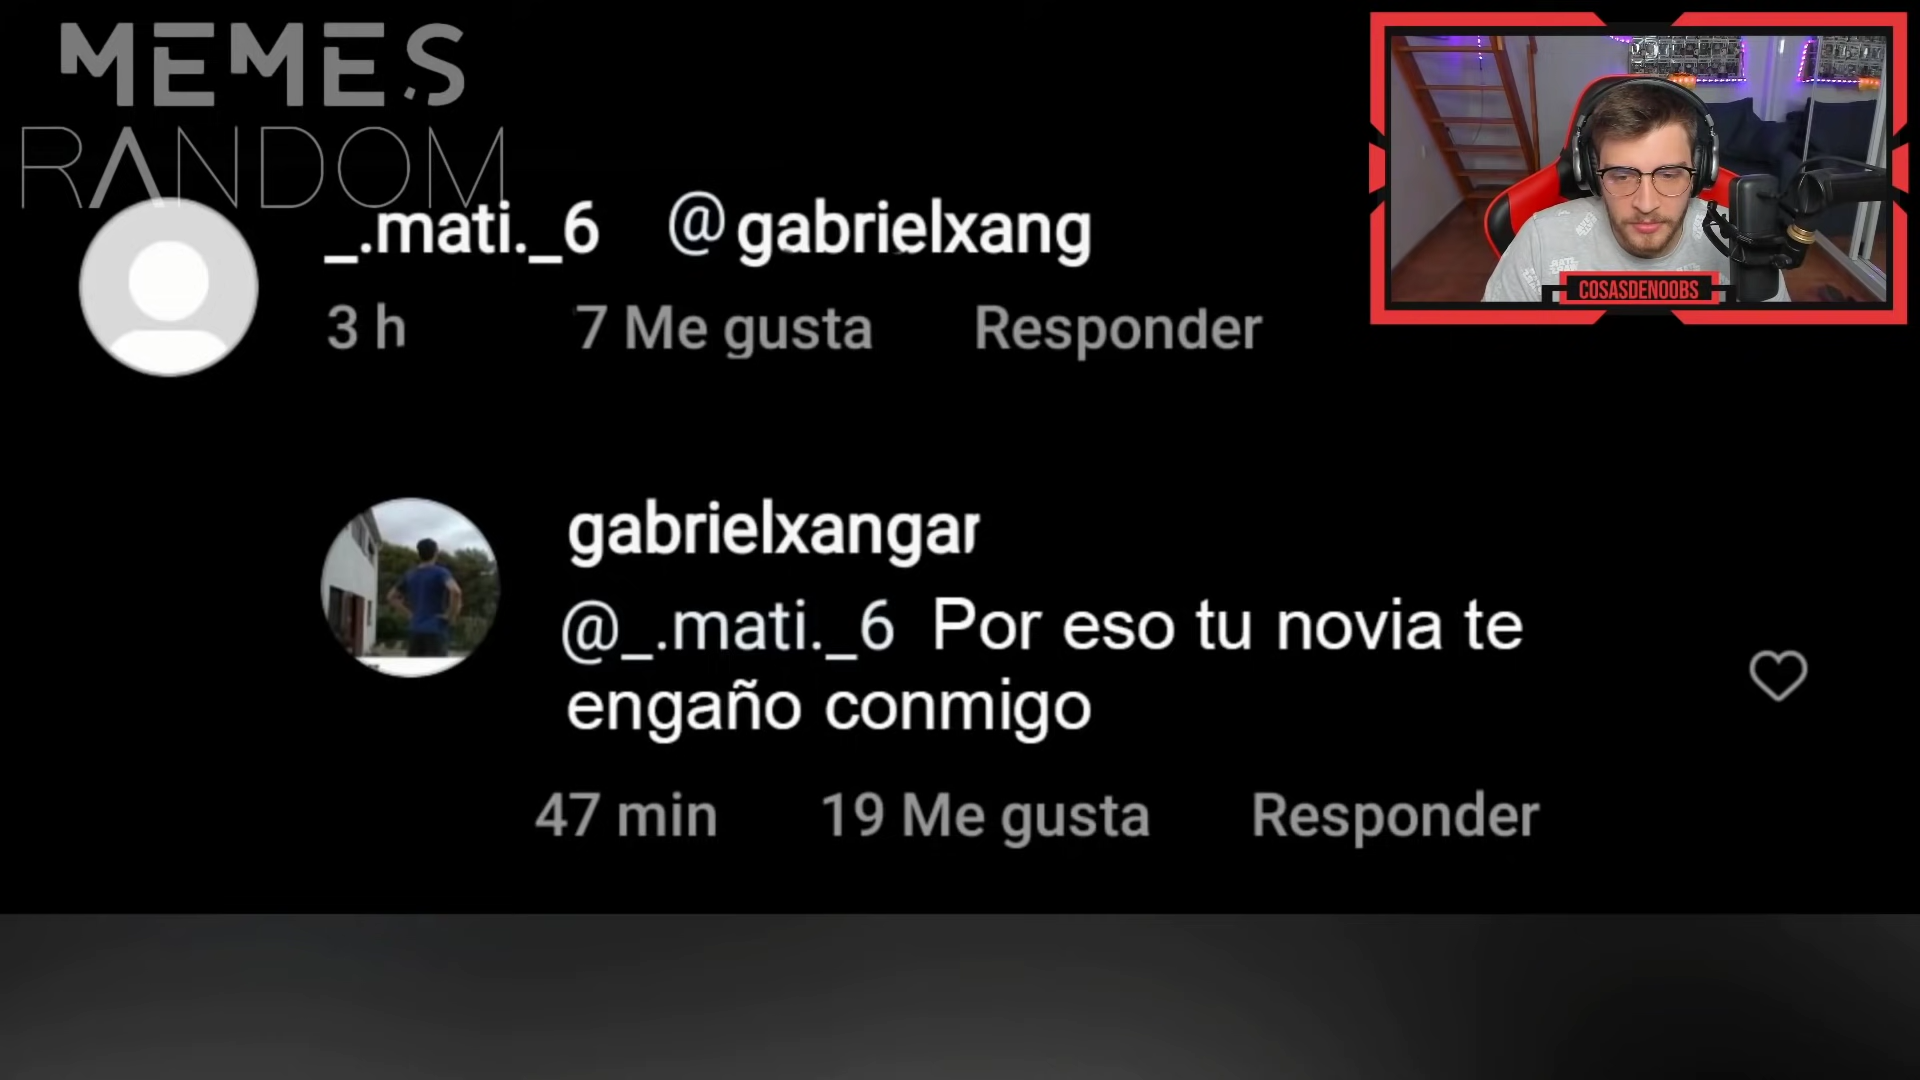 MEMES
RANDOM
_.mati._6 @gabrielxang
3 h 7 Me gusta Responder
COSASDENOOBS
gabrielxangar
@_.mati._6 Por eso tu novia te
engaño conmigo
47 min 19 Me gusta Responder